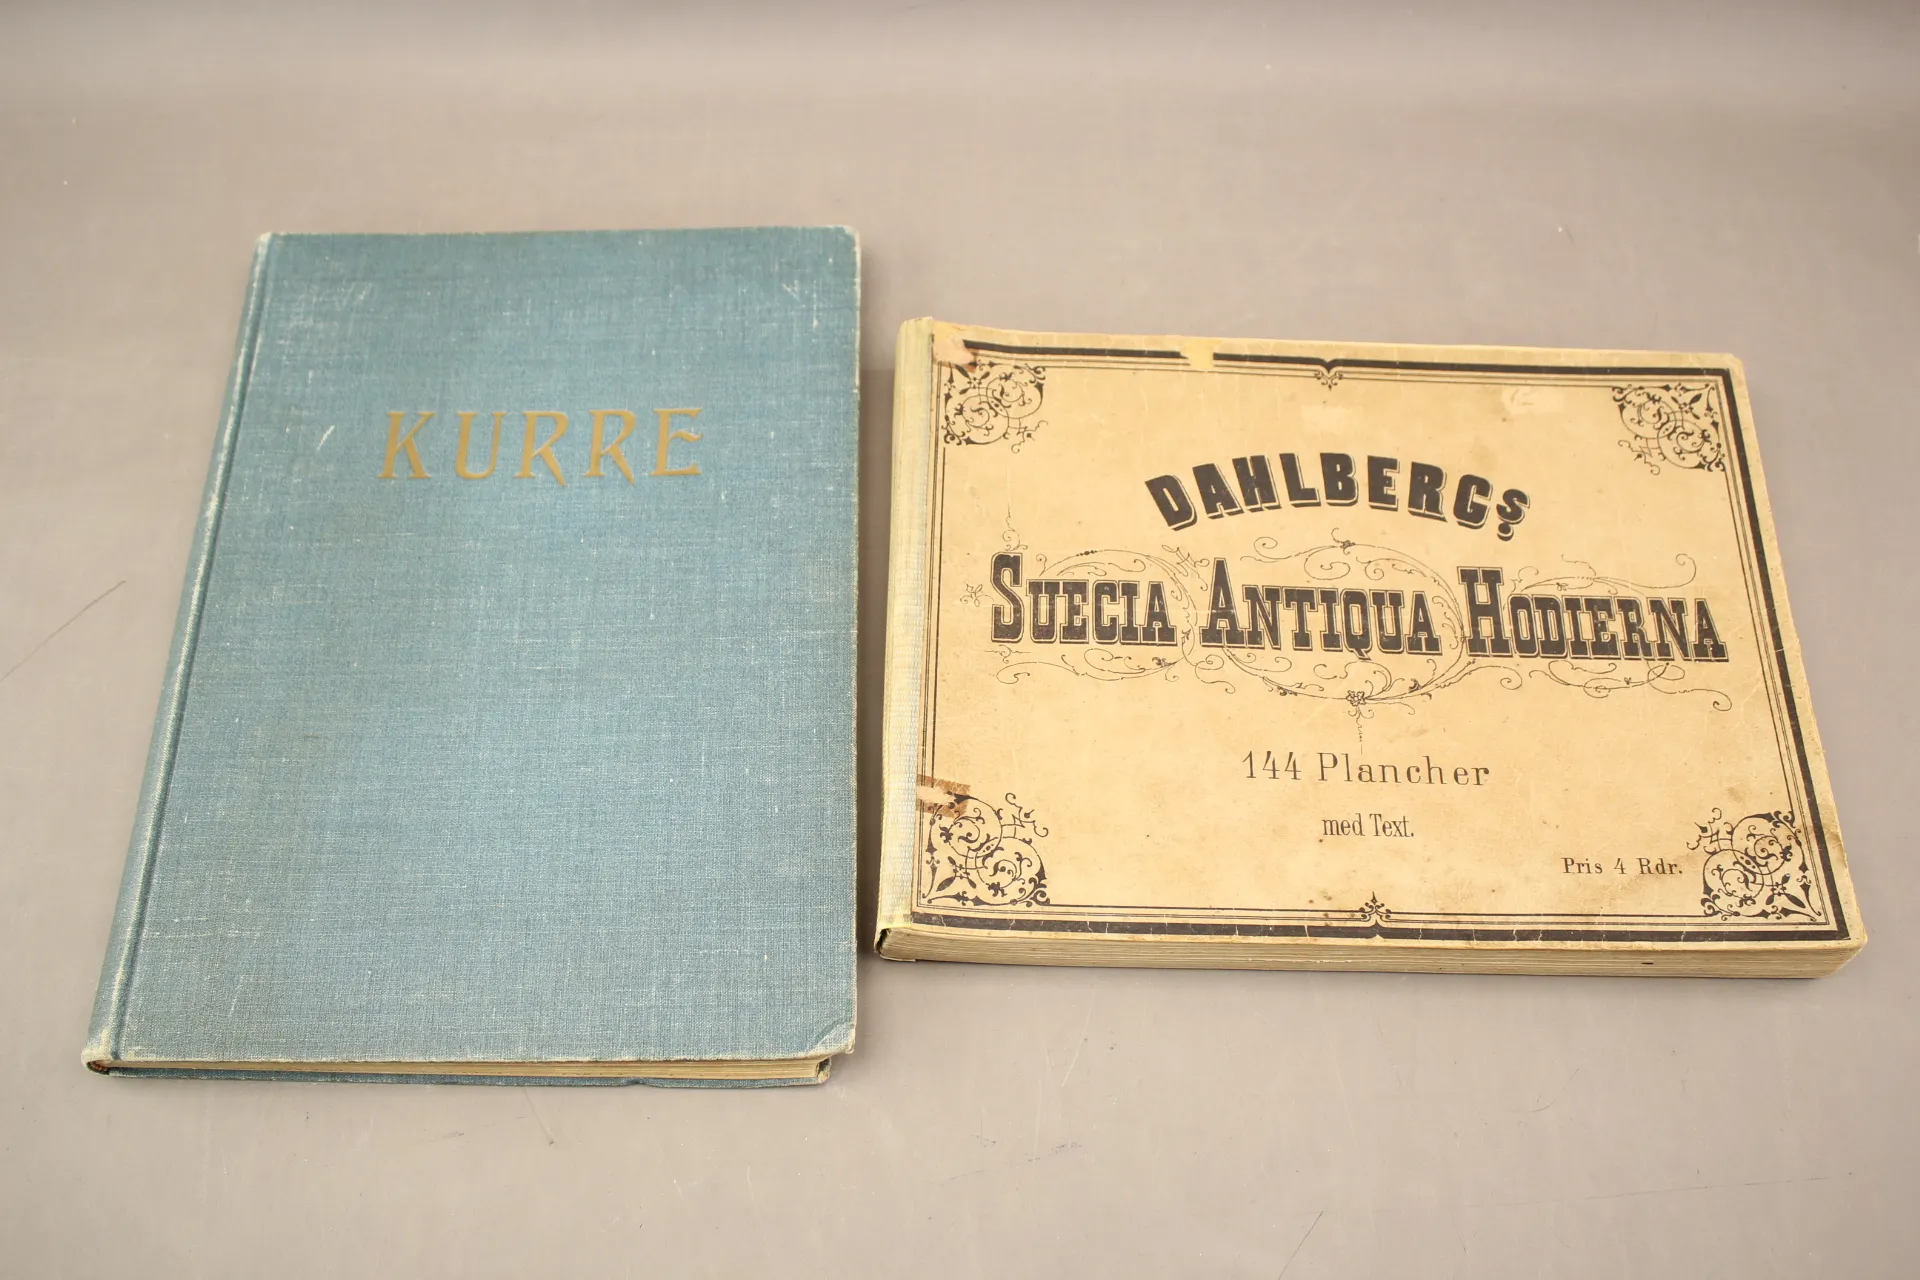 KURRE
DAHLBERGS
SUECIA ANTIQUA HODIERNA
144 Plancher
med Text.
Pris 4 Rdr.